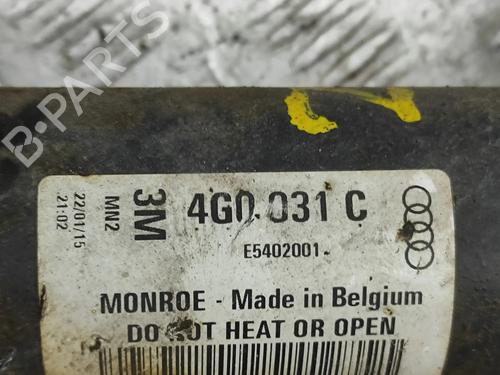 B-PARTS
22/01/15
21:02
MN2
3M
4G0.031 C
E5402001
MONROE - Made in Belgium
DO NOT HEAT OR OPEN